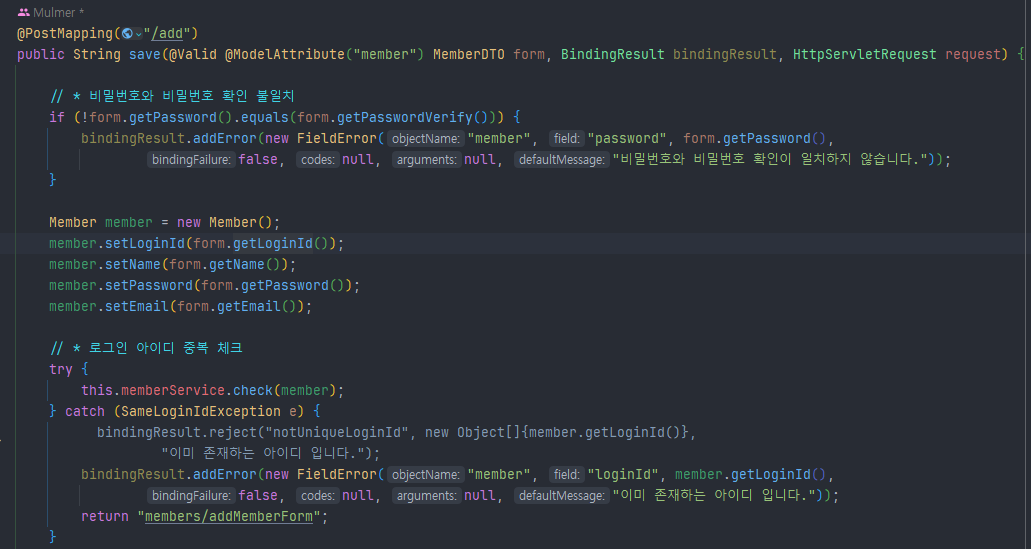 Mulmer *
@PostMapping("/add")
public String save(@Valid @ModelAttribute("member") MemberDTO form, BindingResult bindingResult, HttpServletRequest request) {
// * 비밀번호와 비밀번호 확인 불일치
if (!form.getPassword().equals(form.getPasswordVerify())) {
bindingResult.addError(new FieldError( objectName: "member", field: "password", form.getPassword(),
bindingFailure: false, codes: null, arguments: null, defaultMessage: "비밀번호와 비밀번호 확인이 일치하지 않습니다."));
}
Member member = new Member();
member.setLoginId(form.getLoginId());
member.setName(form.getName());
member.setPassword(form.getPassword());
member.setEmail(form.getEmail());
// * 로그인 아이디 중복 체크
try {
this.memberService.check(member);
} catch (SameLoginIdException e) {
bindingResult.reject("notUniqueLoginId", new Object[]{member.getLoginId()},
"이미 존재하는 아이디 입니다.");
bindingResult.addError(new FieldError( objectName: "member", field: "loginId", member.getLoginId(),
bindingFailure: false, codes: null, arguments: null, defaultMessage: "이미 존재하는 아이디 입니다."));
return "members/addMemberForm";
}